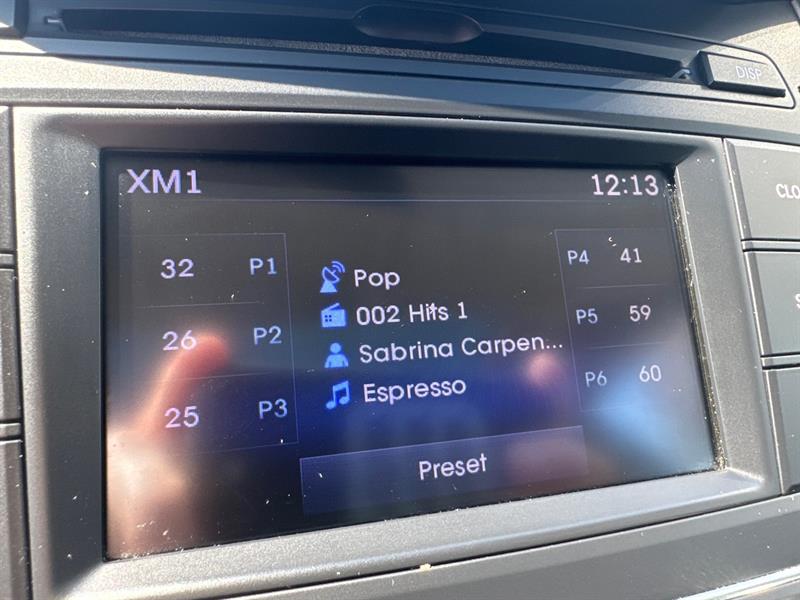 DISP
XM1 12:13
32 P1
26 P2
25 P3
Pop
002 Hits 1
Sabrina Carpen...
Espresso
P4 41
P5 59
P6 60
Preset
CLO
S